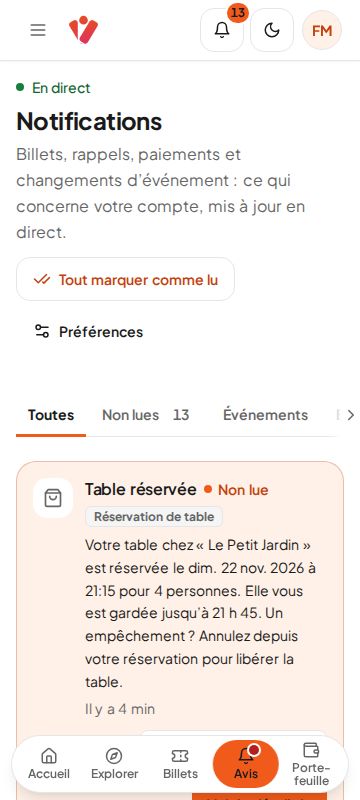 13
FM
En direct
Notifications
Billets, rappels, paiements et
changements d'événement : ce qui
concerne votre compte, mis à jour en
direct.
Tout marquer comme lu
Préférences
Toutes
Non lues 13
Événements
Table réservée
Non lue
Réservation de table
Votre table chez « Le Petit Jardin »
est réservée le dim. 22 nov. 2026 à
21:15 pour 4 personnes. Elle vous
est gardée jusqu'à 21 h 45. Un
empêchement ? Annulez depuis
votre réservation pour libérer la
table.
Il y a 4 min
Accueil
Explorer
Billets
Avis
Porte-
feuille